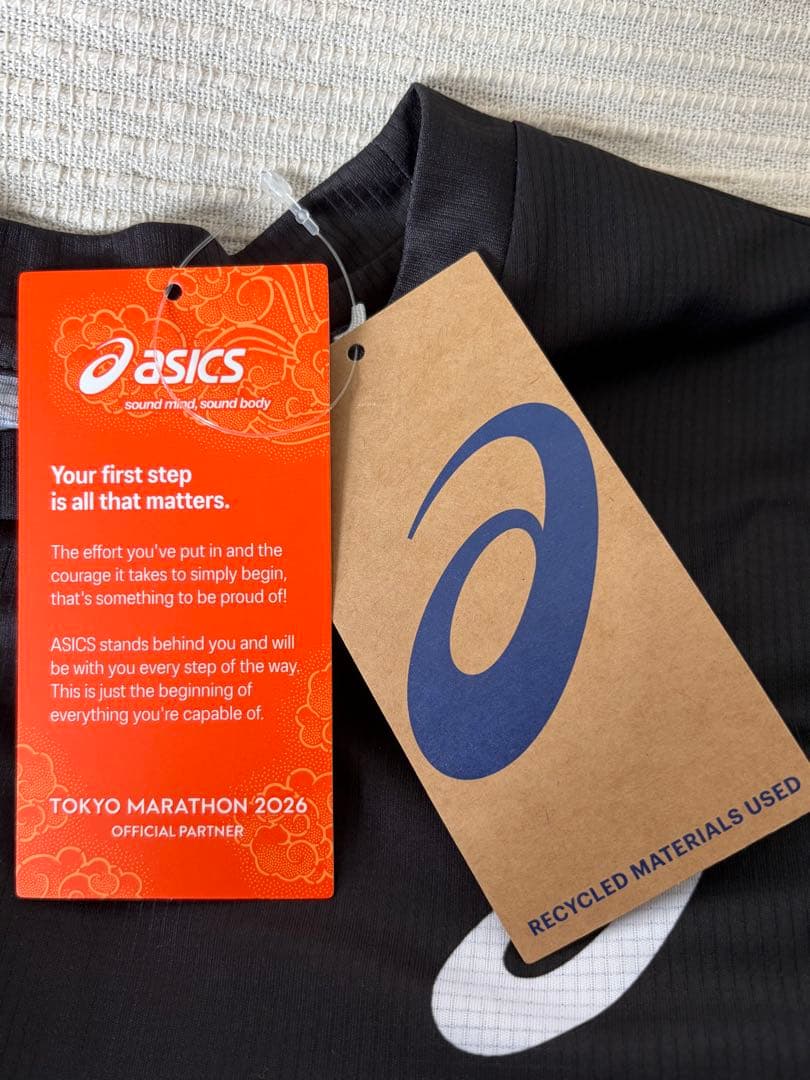 asics
sound mind, sound body
Your first step
is all that matters.
The effort you've put in and the
courage it takes to simply begin,
that's something to be proud of!
ASICS stands behind you and will
be with you every step of the way.
This is just the beginning of
everything you're capable of.
TOKYO MARATHON 2026
OFFICIAL PARTNER
RECYCLED MATERIALS USED